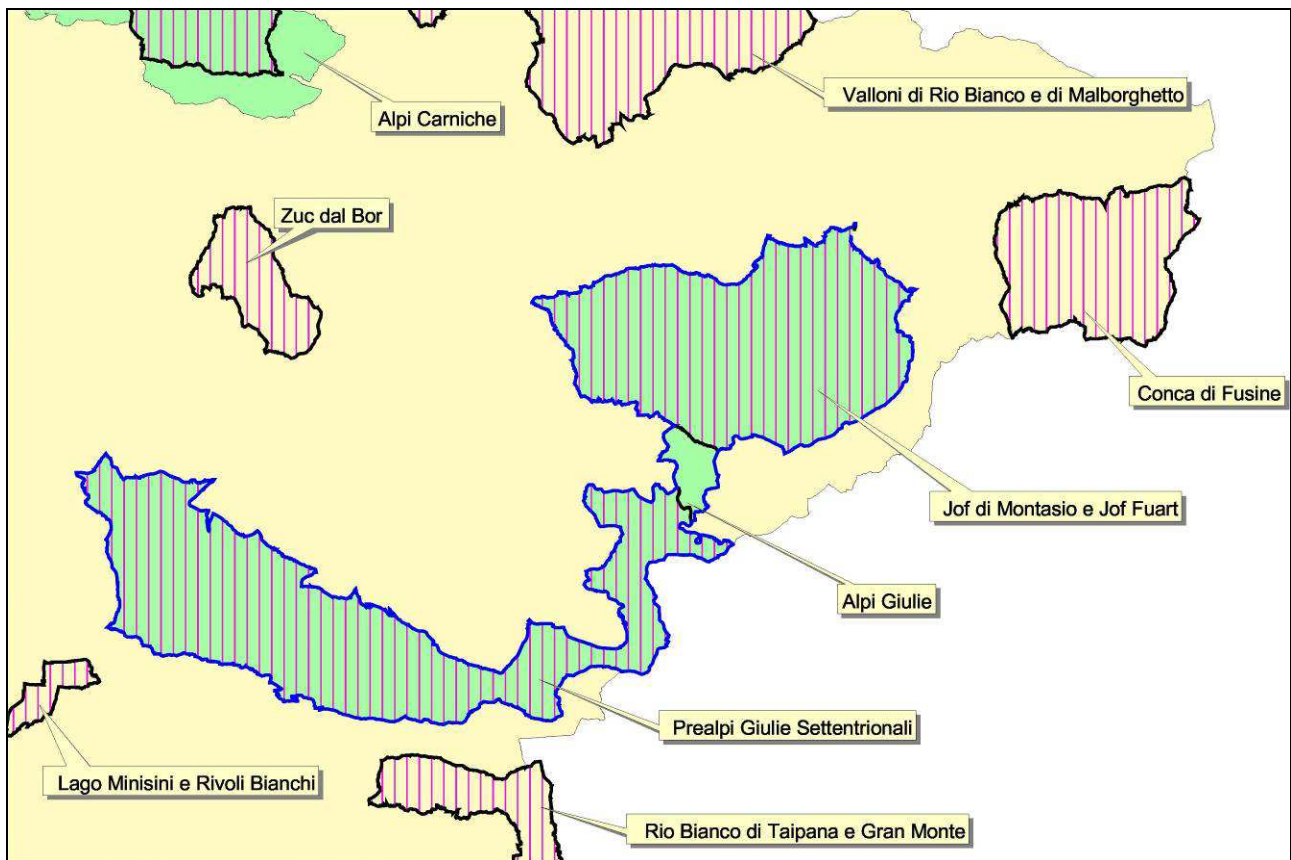 Valloni di Rio Bianco e di Malborghetto
Alpi Carniche
Zuc dal Bor
Conca di Fusine
Jof di Montasio e Jof Fuart
Alpi Giulie
Prealpi Giulie Settentrionali
Lago Minisini e Rivoli Bianchi
Rio Bianco di Taipana e Gran Monte